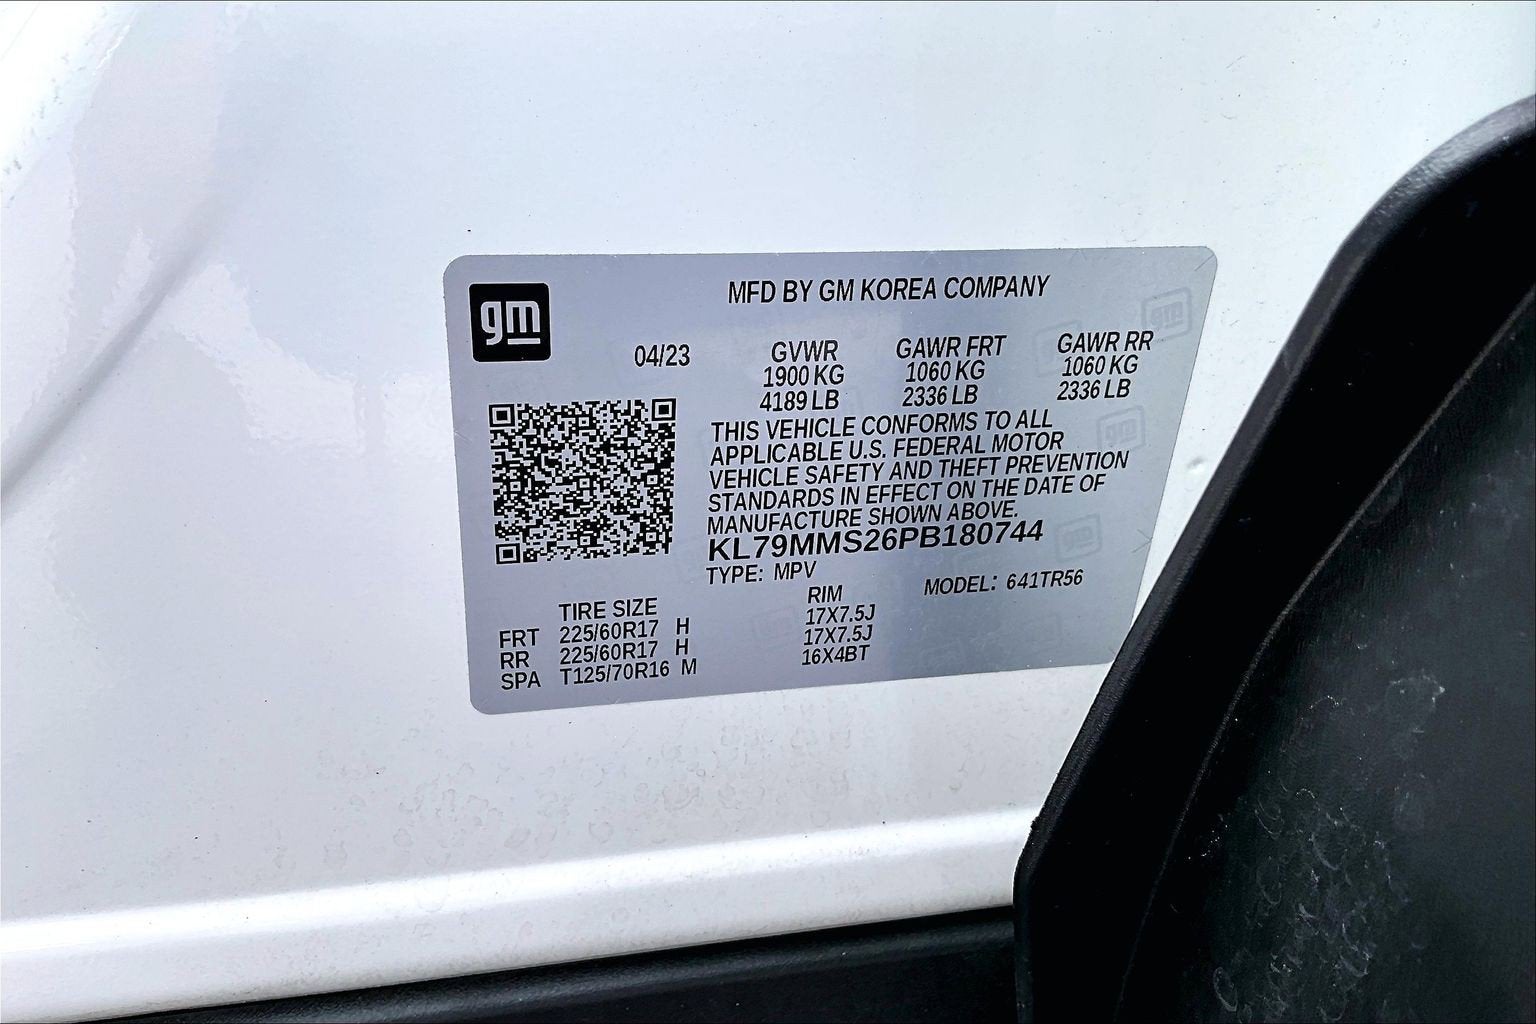 gm
MFD BY GM KOREA COMPANY
04/23 GVWR GAWR FRT GAWR RR
1900 KG 1060 KG 1060 KG
4189 LB 2336 LB 2336 LB
THIS VEHICLE CONFORMS TO ALL
APPLICABLE U.S. FEDERAL MOTOR
VEHICLE SAFETY AND THEFT PREVENTION
STANDARDS IN EFFECT ON THE DATE OF
MANUFACTURE SHOWN ABOVE.
KL79MMS26PB180744
TYPE: MPV MODEL: 641TR56
TIRE SIZE RIM
FRT 225/60R17 H 17X7.5J
RR 225/60R17 H 17X7.5J
SPA T125/70R16 M 16X4BT